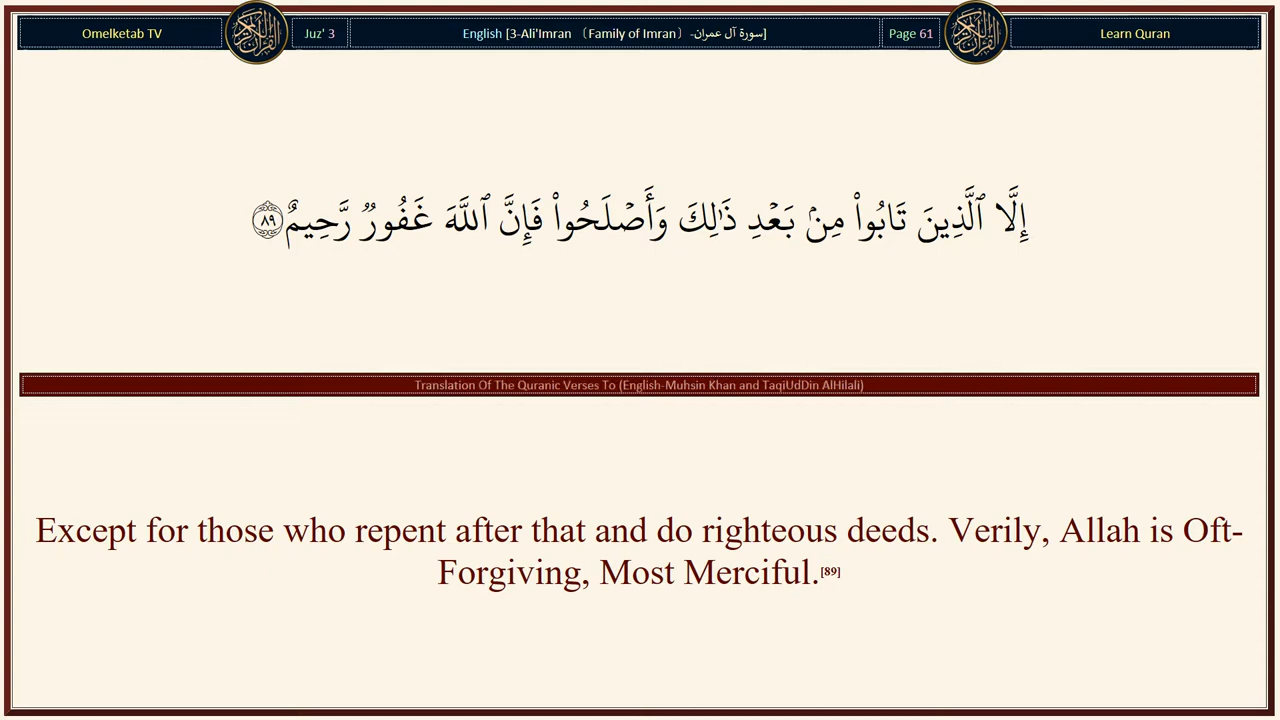 Omelketab TV
Juz' 3
English [3-Ali'Imran （Family of Imran） -سورة آل عمران]
Page 61
Learn Quran
إِلَّا ٱلَّذِينَ تَابُوا۟ مِنۢ بَعْدِ ذَٰلِكَ وَأَصْلَحُوا۟ فَإِنَّ ٱللَّهَ غَفُورٌ رَّحِيمٌ ٨٩
Translation Of The Quranic Verses To (English-Muhsin Khan and TaqiUdDin AlHilali)
Except for those who repent after that and do righteous deeds. Verily, Allah is Oft-
Forgiving, Most Merciful.[89]